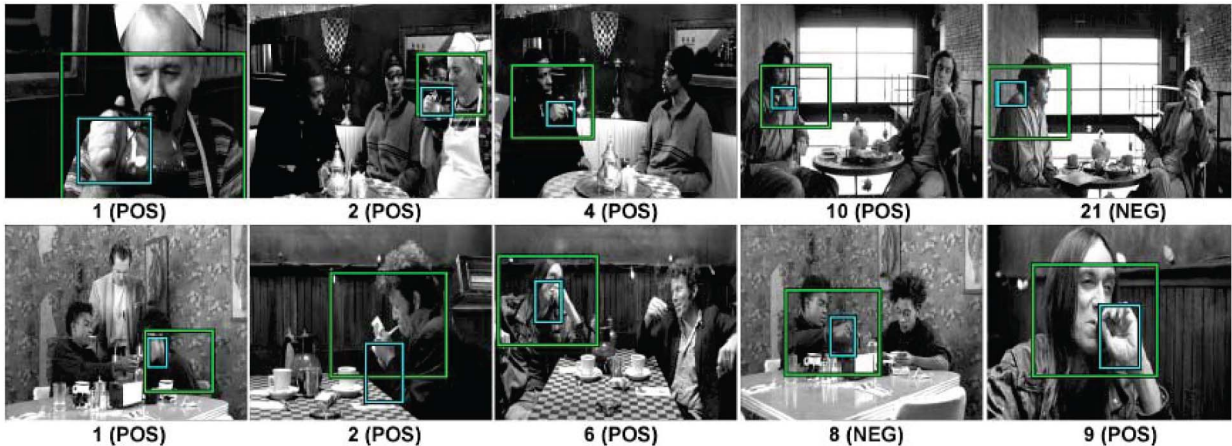 1 (POS)
2 (POS)
4 (POS)
10 (POS)
21 (NEG)
1 (POS)
2 (POS)
6 (POS)
8 (NEG)
9 (POS)